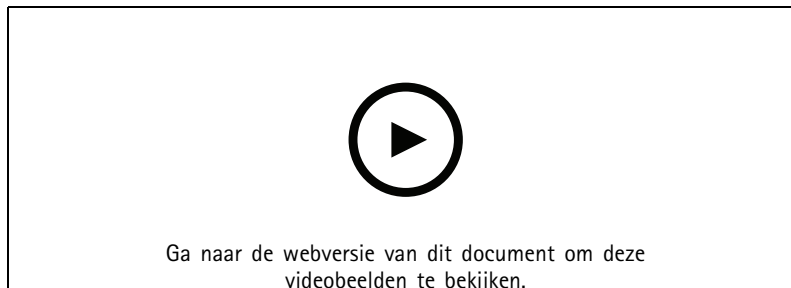 Ga naar de webversie van dit document om deze
videobeelden te bekijken.